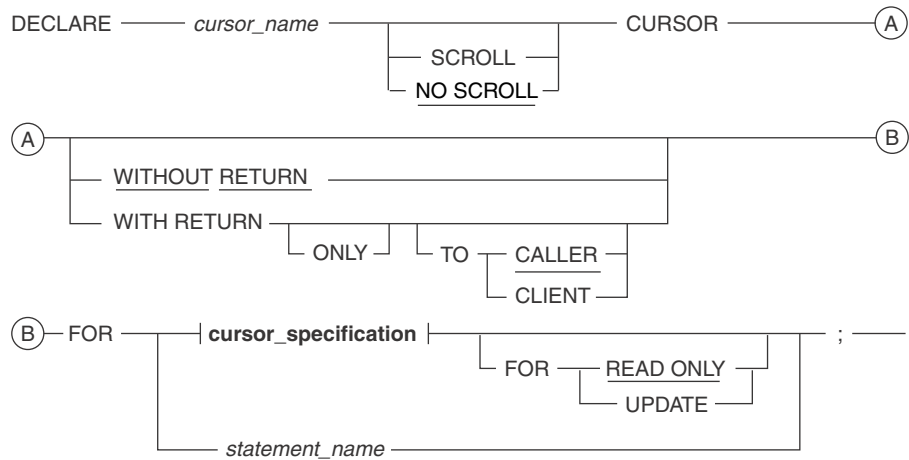 DECLARE cursor_name CURSOR A
SCROLL
NO SCROLL
A B
WITHOUT RETURN
WITH RETURN
ONLY TO CALLER
CLIENT
B FOR cursor_specification ;
FOR READ ONLY
UPDATE
statement_name